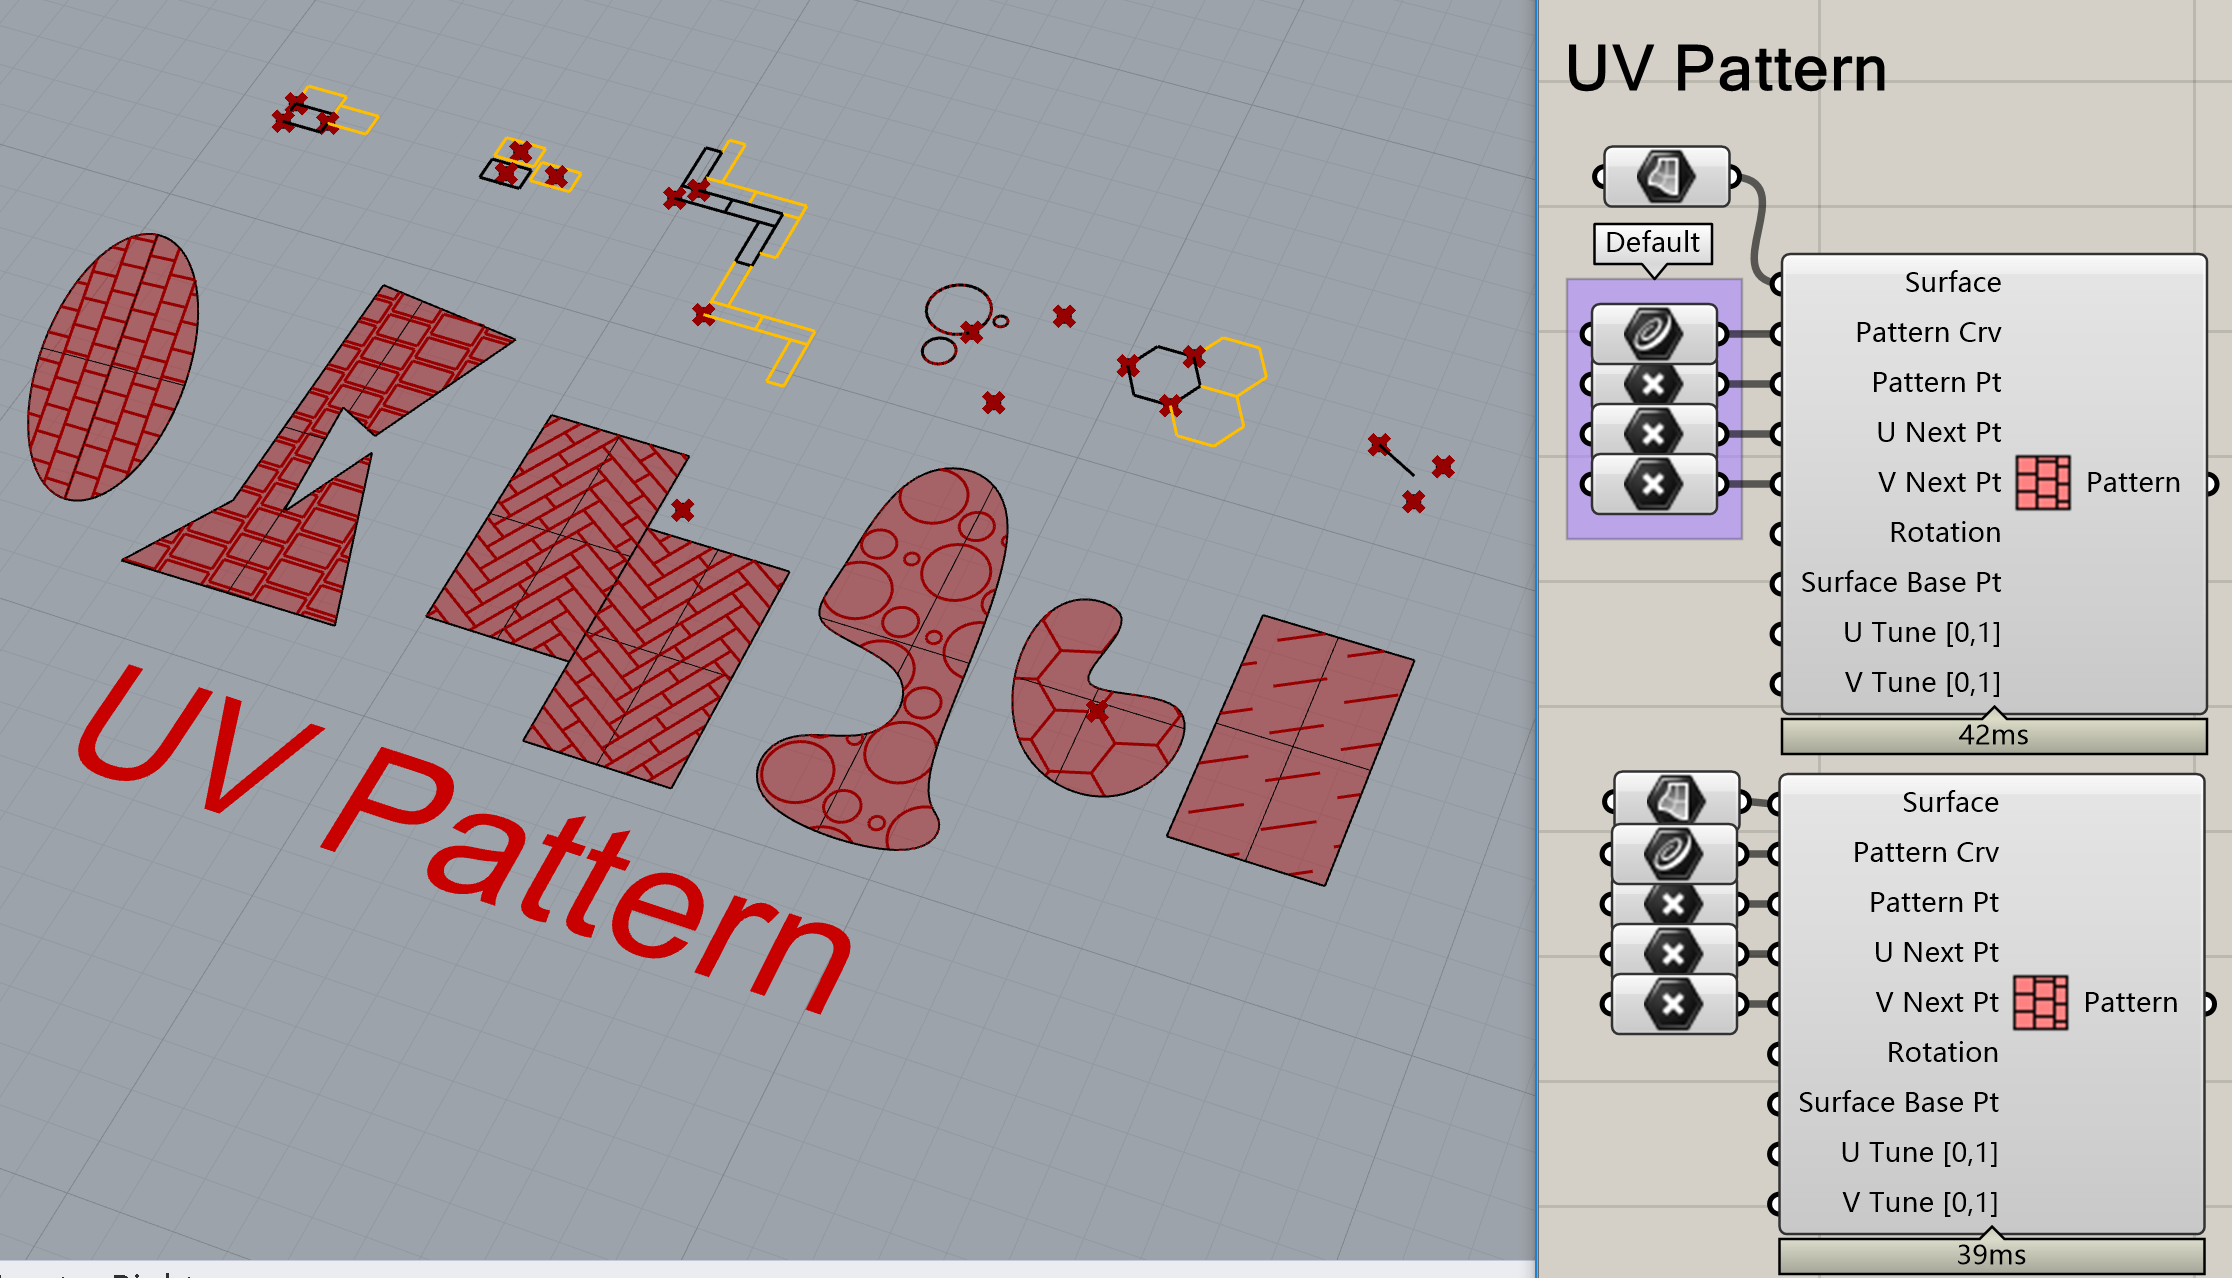 UV Pattern
UV Pattern
Default
Surface
Pattern Crv
Pattern Pt
U Next Pt
V Next Pt
Pattern
Rotation
Surface Base Pt
U Tune [0,1]
V Tune [0,1]
42ms
Surface
Pattern Crv
Pattern Pt
U Next Pt
V Next Pt
Pattern
Rotation
Surface Base Pt
U Tune [0,1]
V Tune [0,1]
39ms